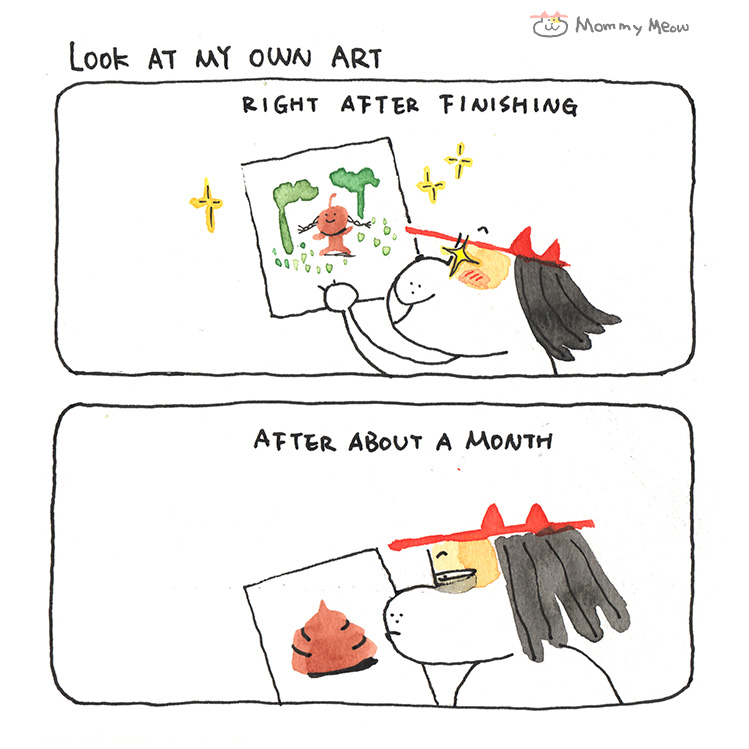 Mommy Meow
Look AT MY OWN ART
RIGHT AFTER FINISHING
AFTER ABOUT A MONTH